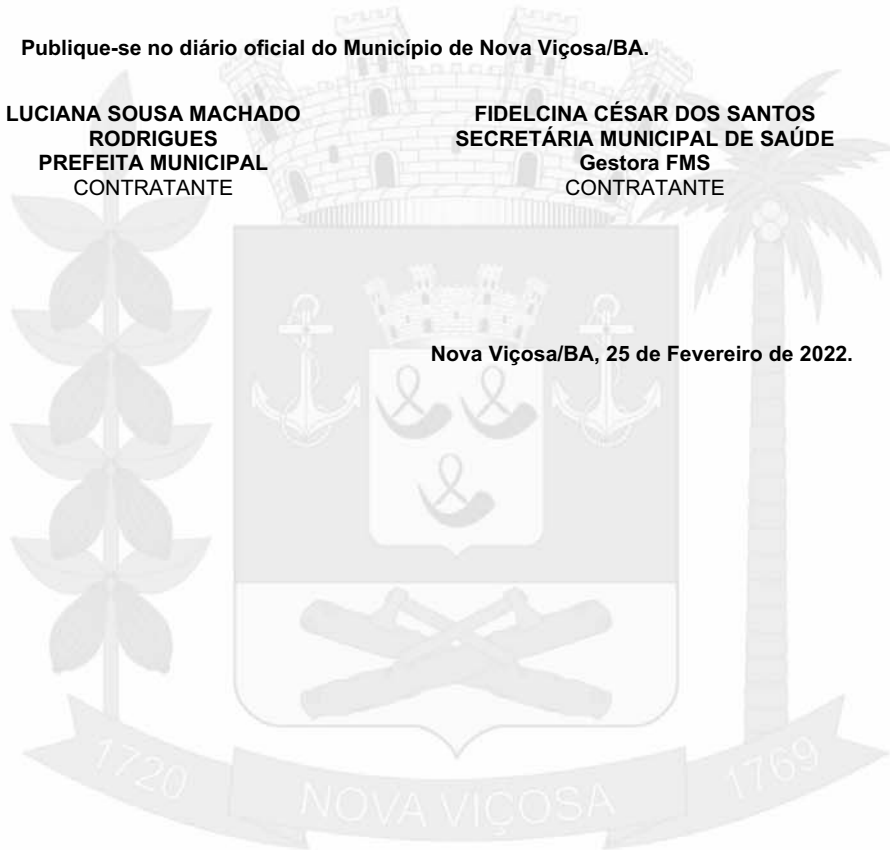 Publique-se no diário oficial do Município de Nova Viçosa/BA.
LUCIANA SOUSA MACHADO
RODRIGUES
PREFEITA MUNICIPAL
CONTRATANTE
FIDELCINA CÉSAR DOS SANTOS
SECRETÁRIA MUNICIPAL DE SAÚDE
Gestora FMS
CONTRATANTE
Nova Viçosa/BA, 25 de Fevereiro de 2022.
1720
NOVA VIÇOSA
1769